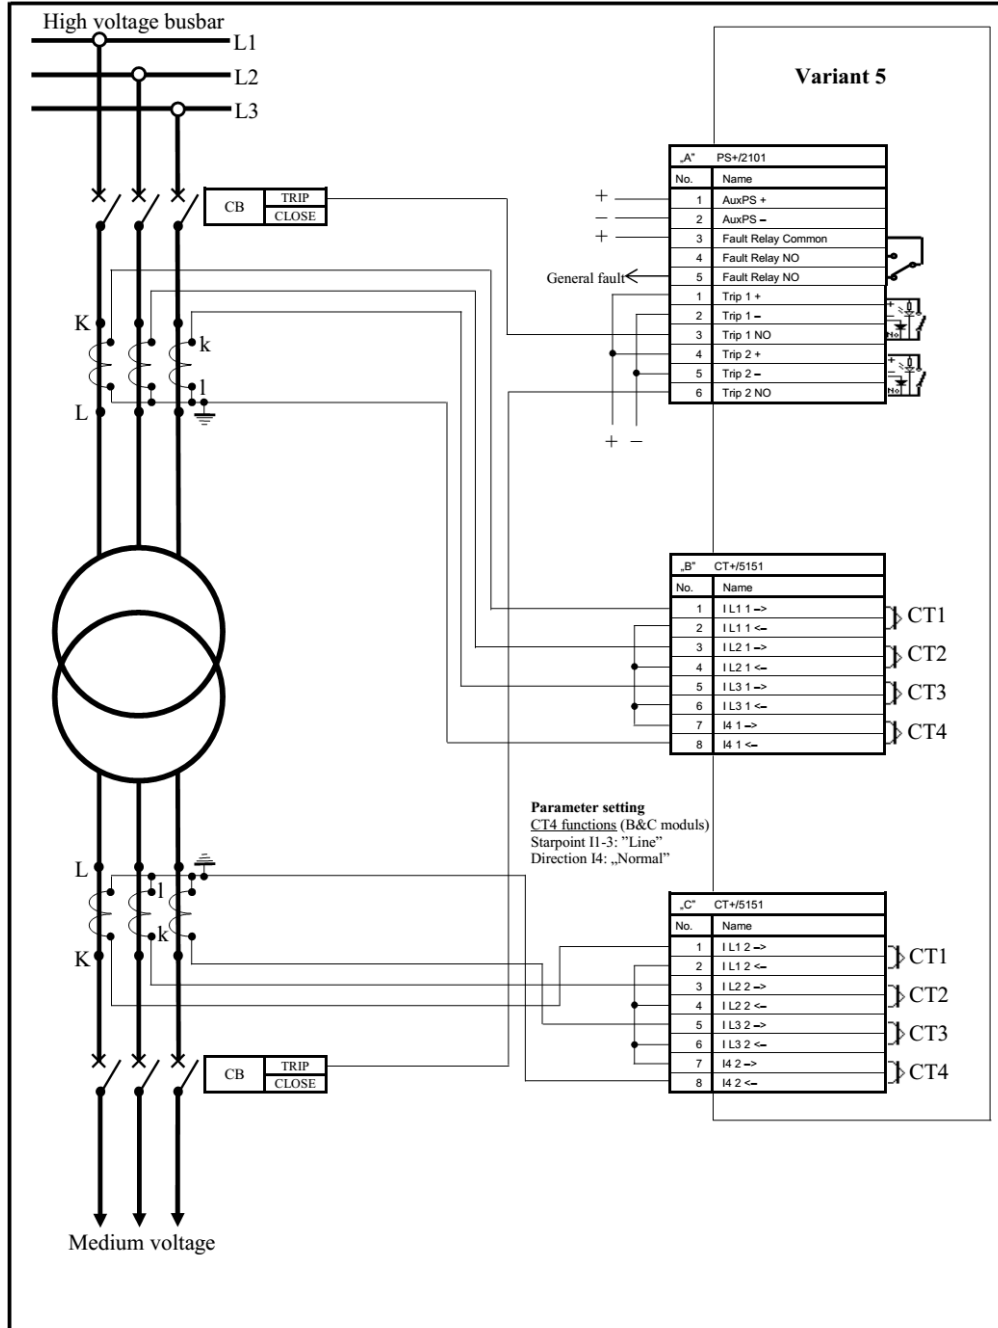 High voltage busbar
L1
L2
L3
Variant 5
„A” PS+/2101
No. Name
1 AuxPS +
2 AuxPS –
3 Fault Relay Common
4 Fault Relay NO
5 Fault Relay NO
1 Trip 1 +
2 Trip 1 –
3 Trip 1 NO
4 Trip 2 +
5 Trip 2 –
6 Trip 2 NO
+
–
+
General fault
+ –
CB TRIP
CLOSE
K
k
l
L
„B” CT+/5151
No. Name
1 I L1 1 –>
2 I L1 1 <–
3 I L2 1 –>
4 I L2 1 <–
5 I L3 1 –>
6 I L3 1 <–
7 I4 1 –>
8 I4 1 <–
CT1
CT2
CT3
CT4
Parameter setting
CT4 functions (B&C moduls)
Starpoint I1-3: ”Line”
Direction I4: „Normal”
L
l
k
K
„C” CT+/5151
No. Name
1 I L1 2 –>
2 I L1 2 <–
3 I L2 2 –>
4 I L2 2 <–
5 I L3 2 –>
6 I L3 2 <–
7 I4 2 –>
8 I4 2 <–
CT1
CT2
CT3
CT4
CB TRIP
CLOSE
Medium voltage